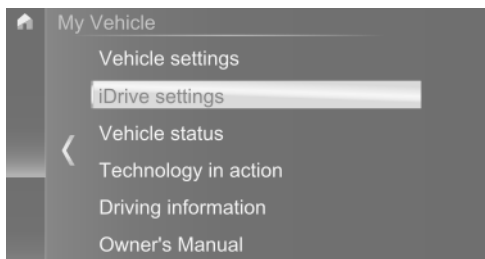 My Vehicle
Vehicle settings
iDrive settings
Vehicle status
Technology in action
Driving information
Owner's Manual